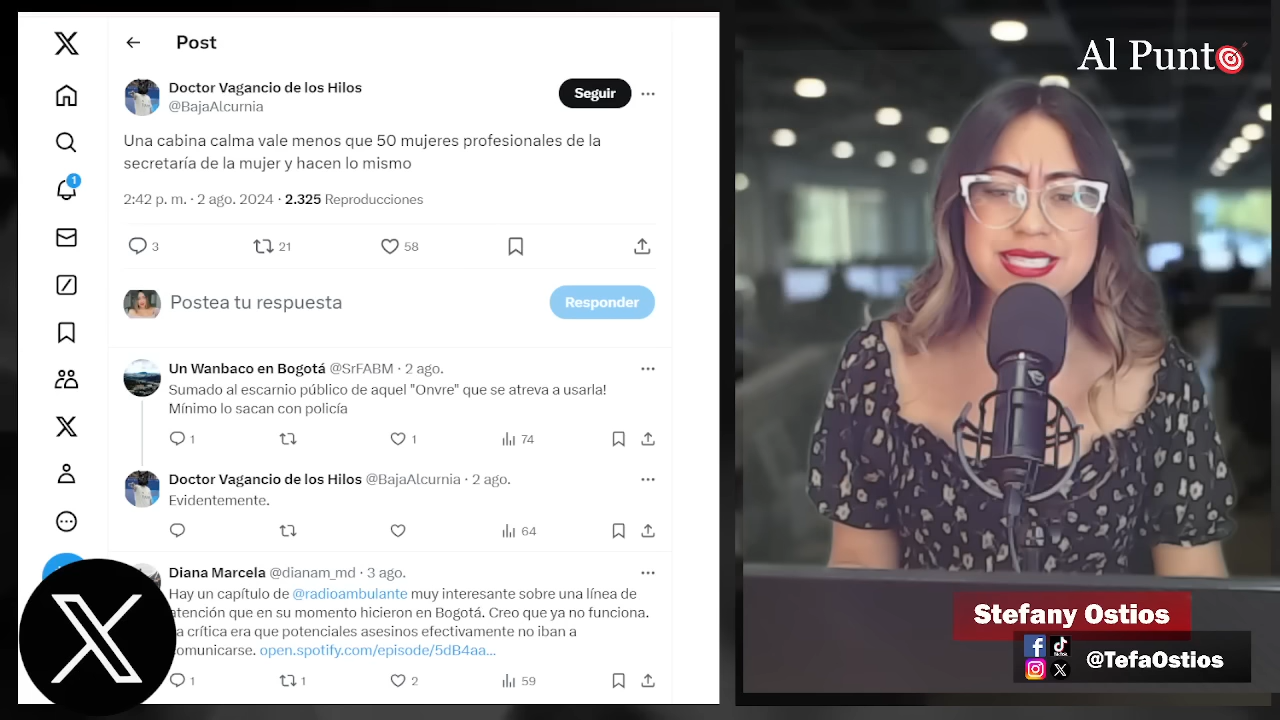 Post
Doctor Vagancio de los Hilos
@BajaAlcurnia
Seguir
Una cabina calma vale menos que 50 mujeres profesionales de la
secretaría de la mujer y hacen lo mismo
2:42 p. m. · 2 ago. 2024 · 2.325 Reproducciones
3 21 58
1
Postea tu respuesta
Responder
Un Wanbaco en Bogotá @SrFABM · 2 ago.
Sumado al escarnio público de aquel "Onvre" que se atreva a usarla!
Mínimo lo sacan con policía
1 1 74
Doctor Vagancio de los Hilos @BajaAlcurnia · 2 ago.
Evidentemente.
64
Diana Marcela @dianam_md · 3 ago.
Hay un capítulo de @radioambulante muy interesante sobre una línea de
atención que en su momento hicieron en Bogotá. Creo que ya no funciona.
a crítica era que potenciales asesinos efectivamente no iban a
omunicarse. open.spotify.com/episode/5dB4aa...
1 1 2 59
Al Punto
Stefany Ostios
@TefaOstios